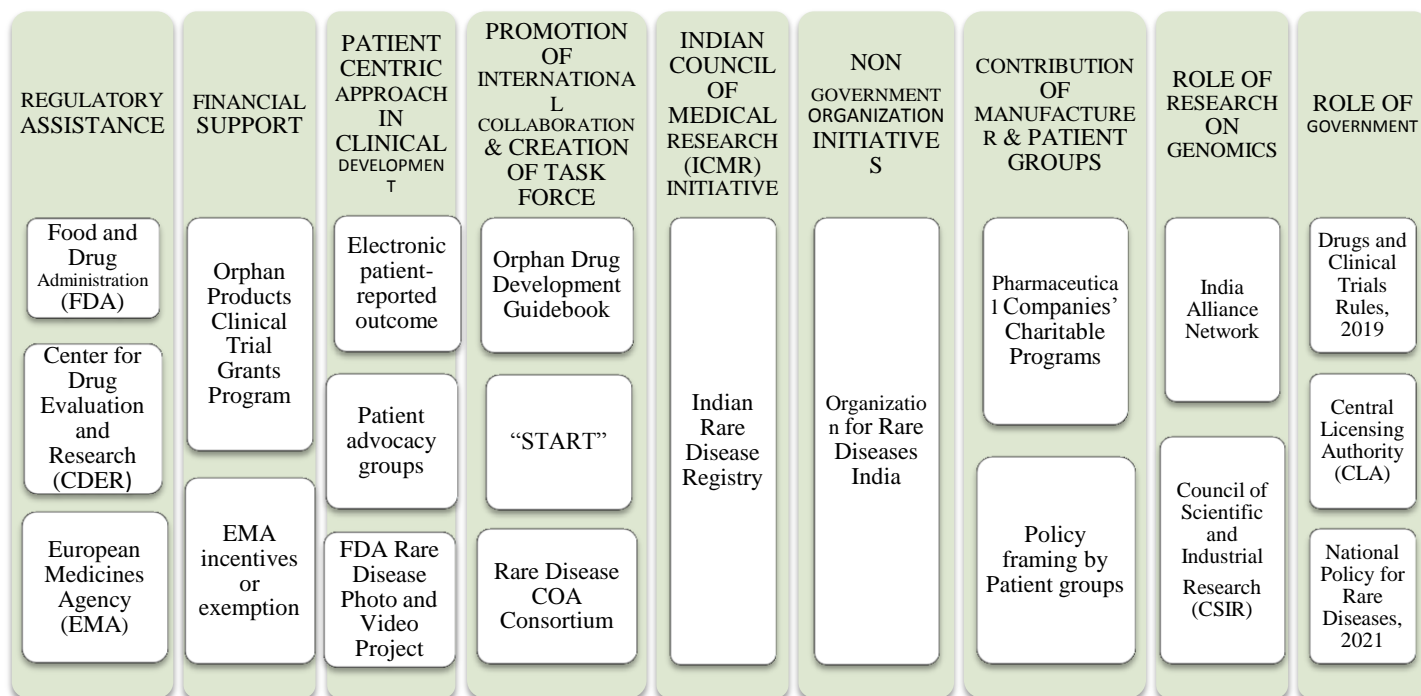 REGULATORY
ASSISTANCE
Food and
Drug
Administration
(FDA)
Center for
Drug
Evaluation
and
Research
(CDER)
European
Medicines
Agency
(EMA)
FINANCIAL
SUPPORT
Orphan
Products
Clinical
Trial
Grants
Program
EMA
incentives
or
exemption
PATIENT
CENTRIC
APPROACH
IN
CLINICAL
DEVELOPMEN
T
Electronic
patient-
reported
outcome
Patient
advocacy
groups
FDA Rare
Disease
Photo and
Video
Project
PROMOTION
OF
INTERNATIONA
L
COLLABORATION
& CREATION
OF TASK
FORCE
Orphan Drug
Development
Guidebook
“START”
Rare Disease
COA
Consortium
INDIAN
COUNCIL
OF
MEDICAL
RESEARCH
(ICMR)
INITIATIVE
Indian
Rare
Disease
Registry
NON
GOVERNMENT
ORGANIZATION
INITIATIVE
S
Organizatio
n for Rare
Diseases
India
CONTRIBUTION
OF
MANUFACTURE
R & PATIENT
GROUPS
Pharmaceutica
l Companies’
Charitable
Programs
Policy
framing by
Patient groups
ROLE OF
RESEARCH
ON
GENOMICS
India
Alliance
Network
Council of
Scientific
and
Industrial
Research
(CSIR)
ROLE OF
GOVERNMENT
Drugs and
Clinical
Trials
Rules,
2019
Central
Licensing
Authority
(CLA)
National
Policy for
Rare
Diseases,
2021